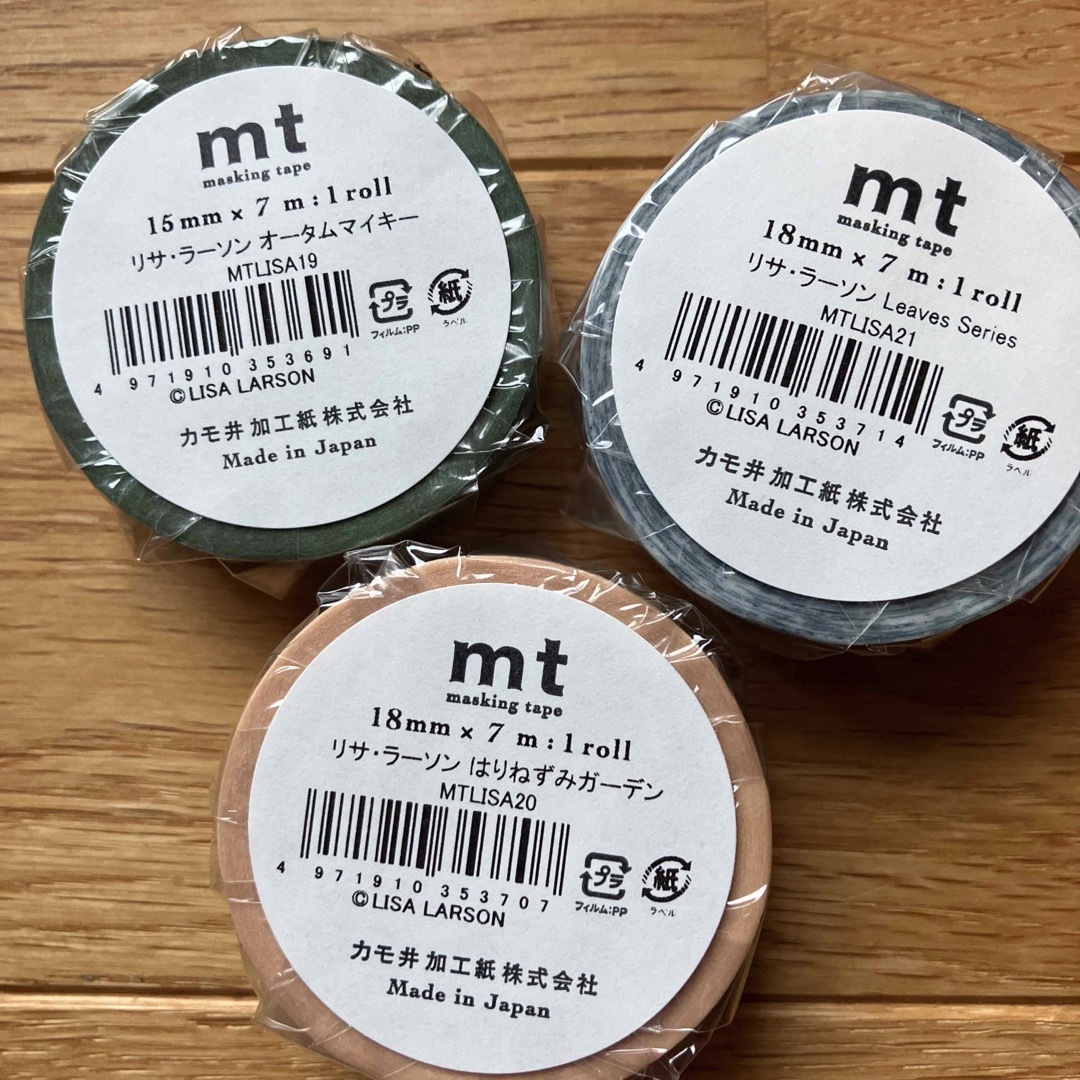 mt
masking tape
15mm × 7 m : 1 roll
リサ・ラーソン オータムマイキー
MTLISA19
4 971910 353691
プラ
フィルム:PP
紙
ラベル
©LISA LARSON
カモ井加工紙株式会社
Made in Japan
mt
masking tape
18mm × 7 m : 1 roll
リサ・ラーソン Leaves Series
MTLISA21
4 971910 353714
プラ
フィルム:PP
紙
ラベル
©LISA LARSON
カモ井加工紙株式会社
Made in Japan
mt
masking tape
18mm × 7 m : 1 roll
リサ・ラーソン はりねずみガーデン
MTLISA20
4 971910 353707
プラ
フィルム:PP
紙
ラベル
©LISA LARSON
カモ井加工紙株式会社
Made in Japan